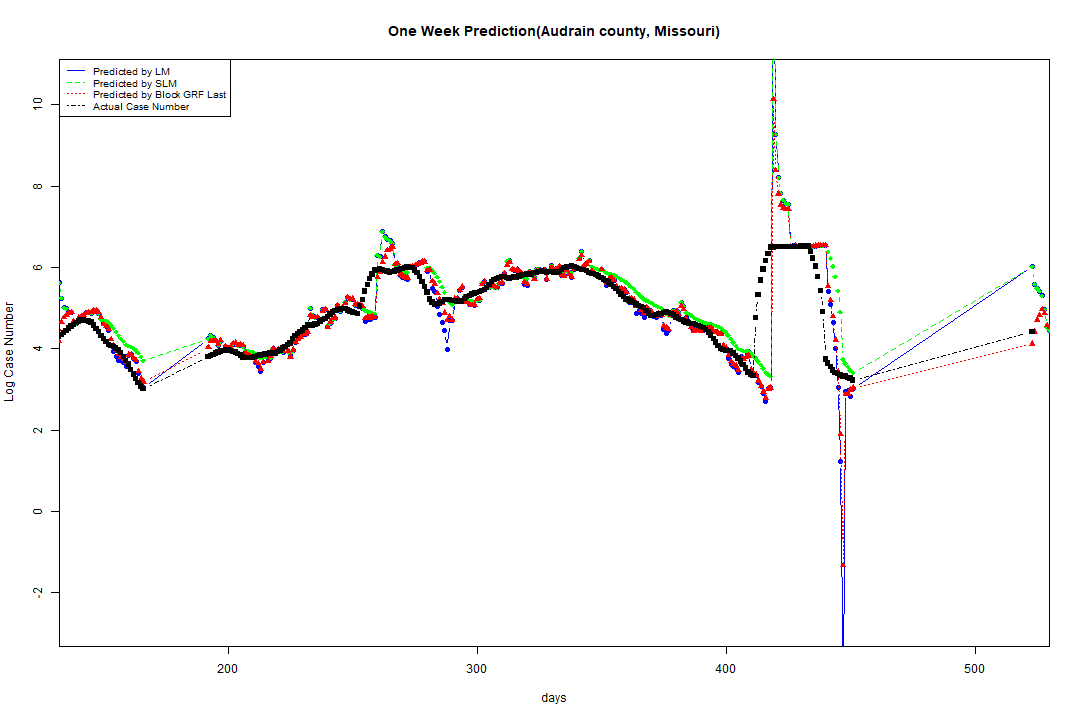 One Week Prediction(Audrain county, Missouri)
Predicted by LM
Predicted by SLM
Predicted by Block GRF Last
Actual Case Number
Log Case Number
10
8
6
4
2
0
-2
200 300 400 500
days